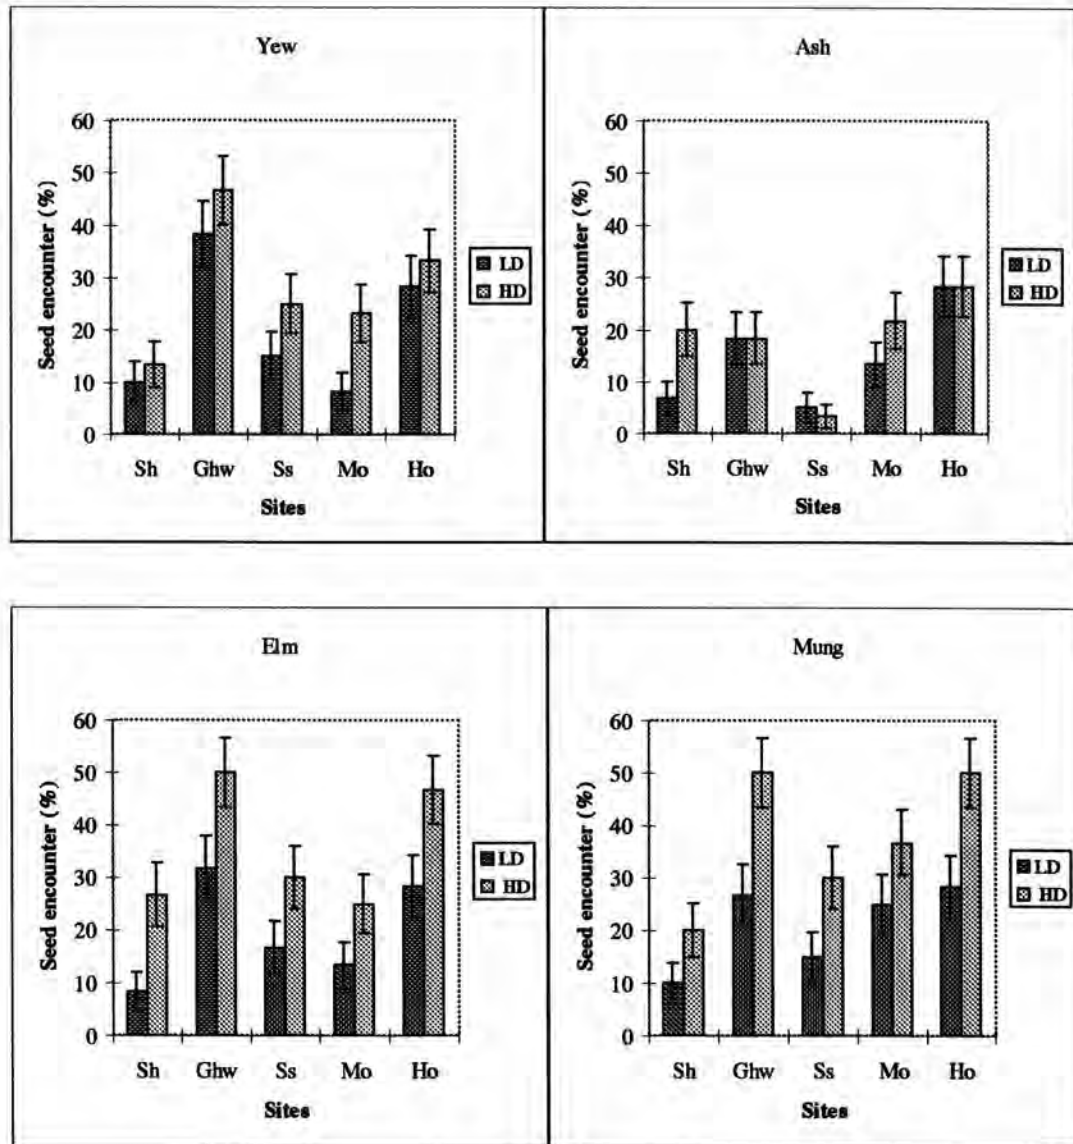 Yew
60
50
40
30
20
10
0
Seed encounter (%)
Sh Ghw Ss Mo Ho
Sites
LD
HD
Ash
60
50
40
30
20
10
0
Seed encounter (%)
Sh Ghw Ss Mo Ho
Sites
LD
HD
Elm
60
50
40
30
20
10
0
Seed encounter (%)
Sh Ghw Ss Mo Ho
Sites
LD
HD
Mung
60
50
40
30
20
10
0
Seed encounter (%)
Sh Ghw Ss Mo Ho
Sites
LD
HD